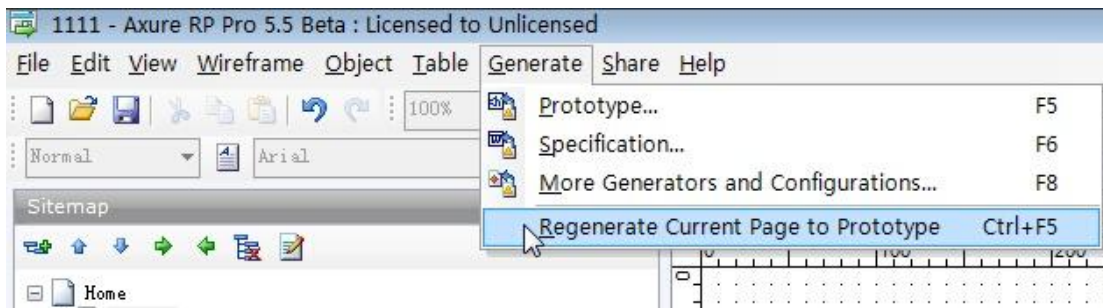 1111 - Axure RP Pro 5.5 Beta : Licensed to Unlicensed
File Edit View Wireframe Object Table Generate Share Help
100%
Prototype... F5
Normal Arial
Specification... F6
More Generators and Configurations... F8
Sitemap
Regenerate Current Page to Prototype Ctrl+F5
0 100 200
0
Home